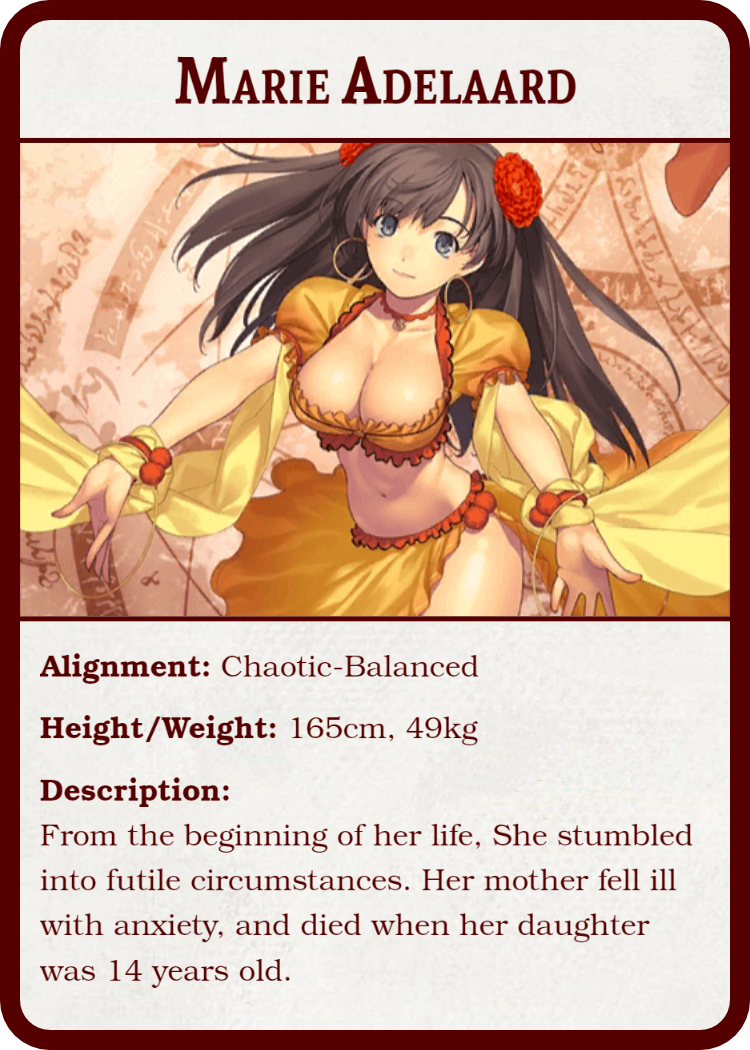 Marie Adelaard
Alignment: Chaotic-Balanced
Height/Weight: 165cm, 49kg
Description:
From the beginning of her life, She stumbled
into futile circumstances. Her mother fell ill
with anxiety, and died when her daughter
was 14 years old.